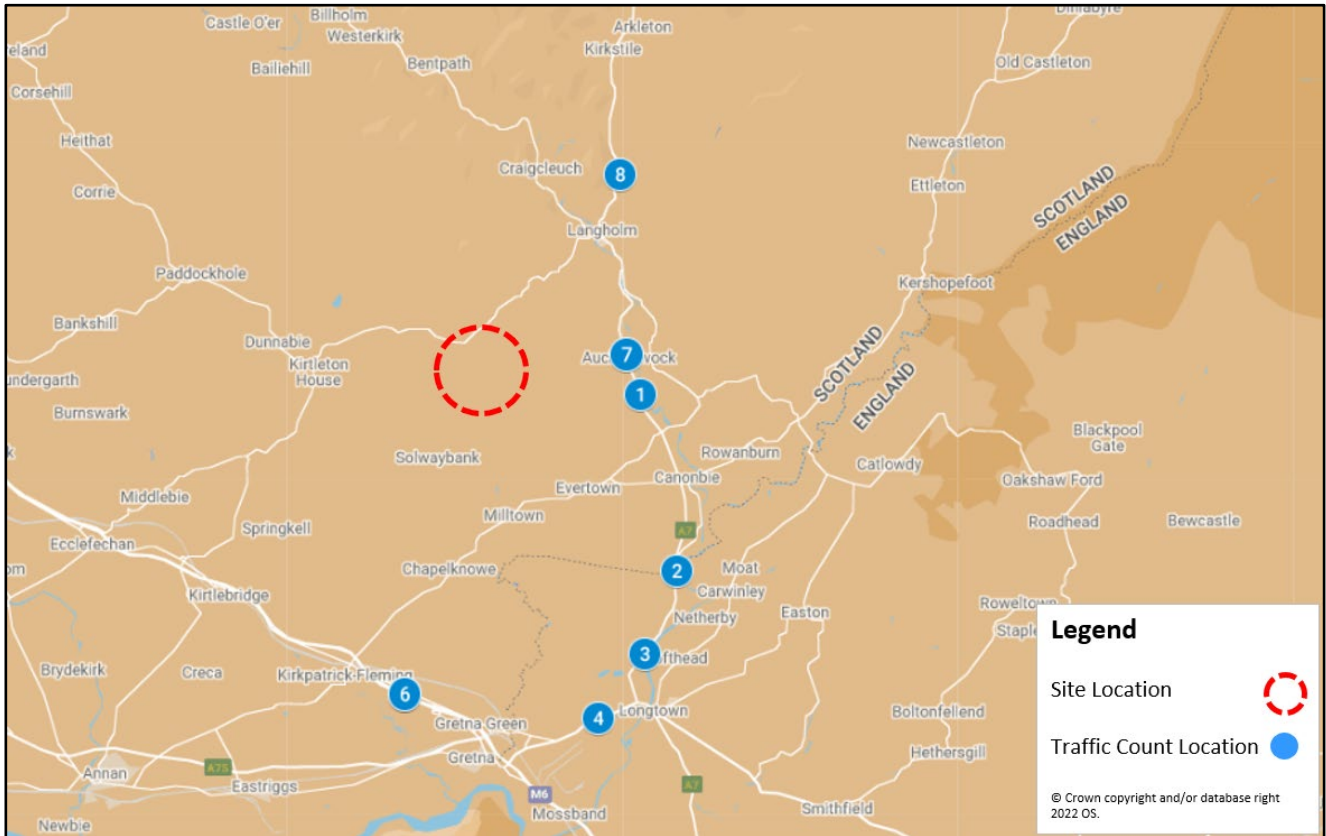 Castle O'er
Billholm
Westerkirk
Arkleton
Kirkstile
Bentpath
Bailiehill
Old Castleton
Corsehill
Heithat
Newcastleton
Craigcleuch
8
Corrie
Ettleton
SCOTLAND
ENGLAND
Langholm
Paddockhole
Kershopefoot
Bankshill
Dunnabie
Kirtleton
House
7
1
SCOTLAND
ENGLAND
Burnswark
Blackpool
Gate
Solwaybank
Rowanburn
Catlowdy
Canonbie
Evertown
Oakshaw Ford
Middlebie
Milltown
Springkell
A7
Roadhead
Bewcastle
Ecclefechan
Chapelknowe
2
Moat
Carwinley
Kirtlebridge
Netherby
Easton
Roweltown
3
Brydekirk
Creca
Kirkpatrick-Fleming
6
4
Longtown
Gretna Green
Gretna
Boltonfellend
Hethersgill
Annan
A75
Eastriggs
M6
Mossband
A7
Smithfield
Newbie
Legend
Site Location
Traffic Count Location
© Crown copyright and/or database right
2022 OS.